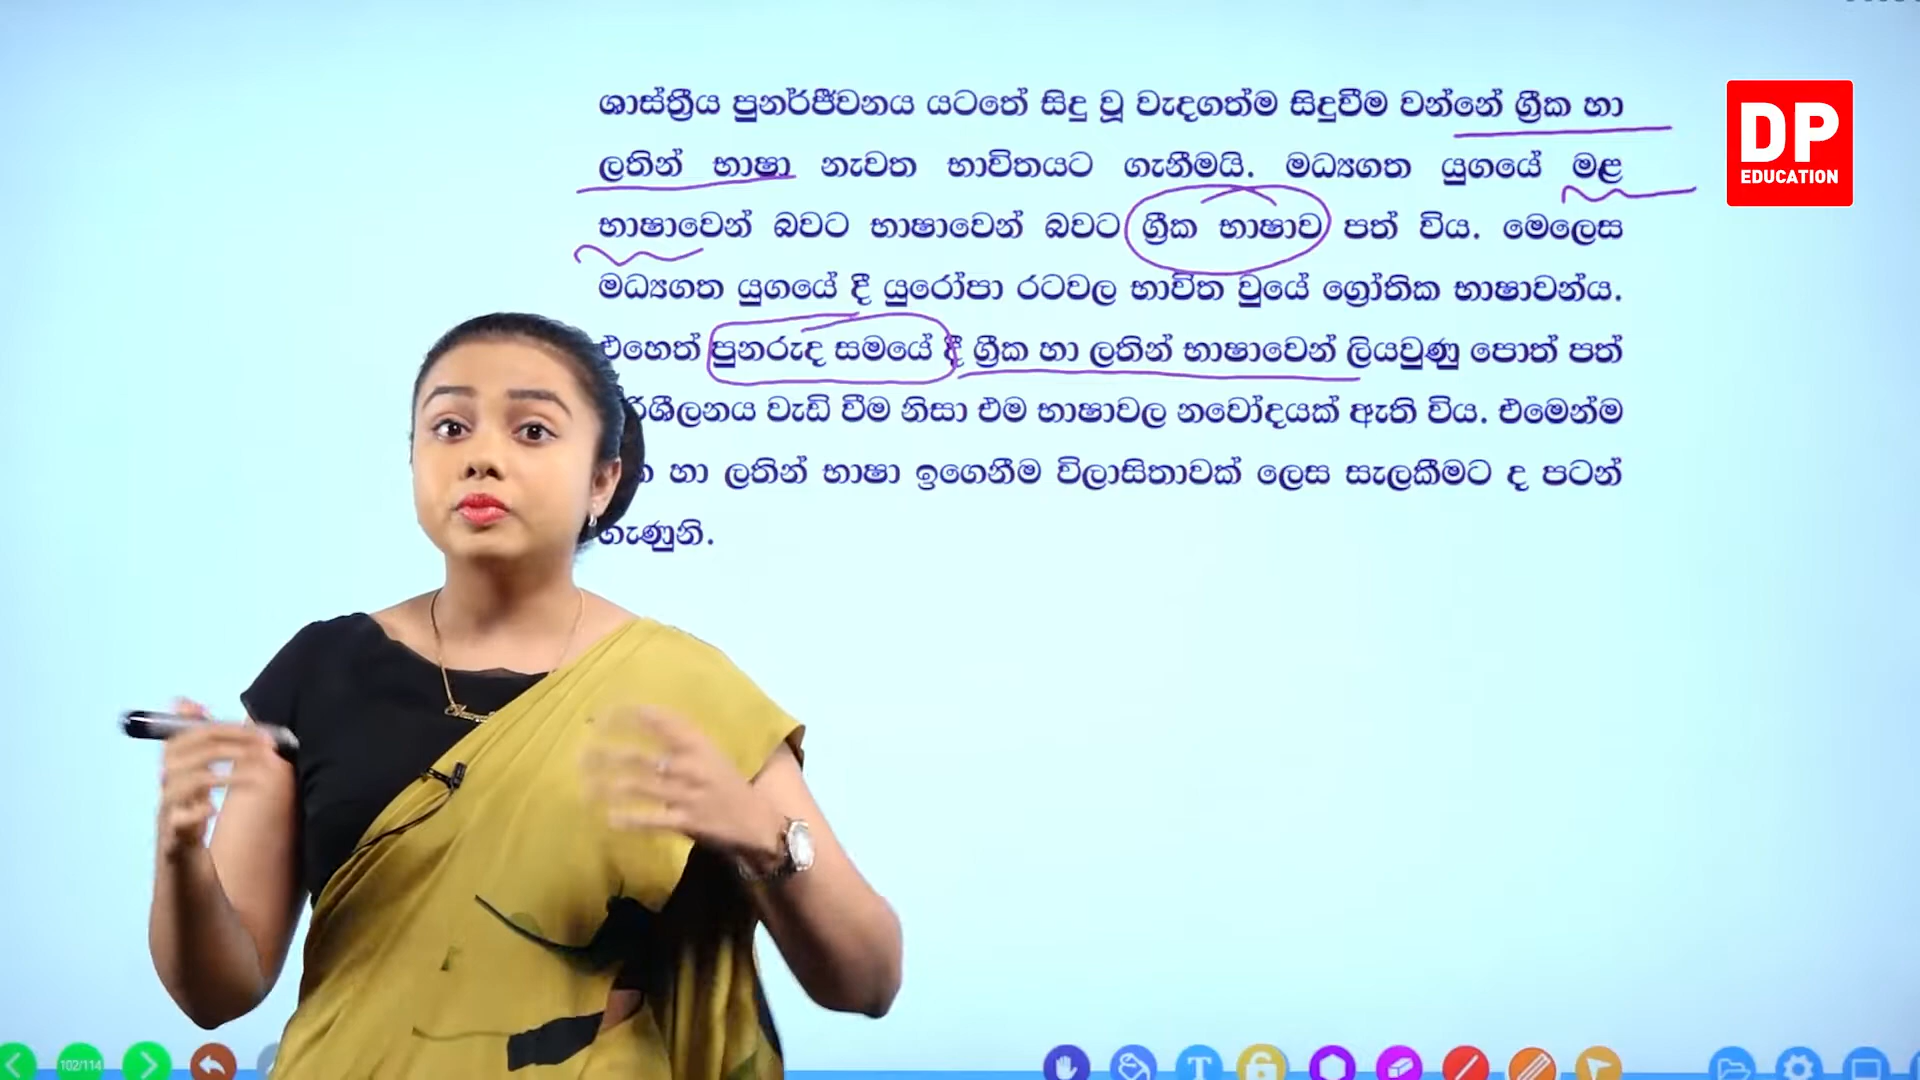 ශාස්ත්‍රීය පුනර්ජීවනය යටතේ සිදු වූ වැදගත්ම සිදුවීම වන්නේ ග්‍රීක හා
ලතින් භාෂා නැවත භාවිතයට ගැනීමයි. මධ්‍යගත යුගයේ මළ
භාෂාවෙන් බවට භාෂාවෙන් බවට ග්‍රීක භාෂාව පත් විය. මෙලෙස
මධ්‍යගත යුගයේ දී යුරෝපා රටවල භාවිත වුයේ ග්‍රෝතික භාෂාවන්ය.
එහෙත් පුනරුද සමයේ දී ග්‍රීක හා ලතින් භාෂාවෙන් ලියවුණු පොත් පත්
වැඩි වීම නිසා එම භාෂාවල නවෝදයක් ඇති විය. එමෙන්ම
හා ලතින් භාෂා ඉගෙනීම විලාසිතාවක් ලෙස සැලකීමට ද පටන්
ගැණුනි.
DP
EDUCATION
102/114
T